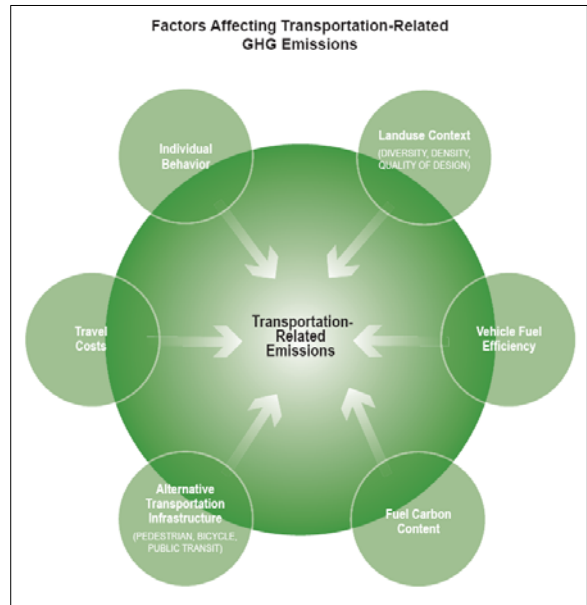 Factors Affecting Transportation-Related
GHG Emissions
Individual
Behavior
Landuse Context
(DIVERSITY, DENSITY,
QUALITY OF DESIGN)
Travel
Costs
Transportation-
Related
Emissions
Vehicle Fuel
Efficiency
Alternative
Transportation
Infrastructure
(PEDESTRIAN, BICYCLE,
PUBLIC TRANSIT)
Fuel Carbon
Content